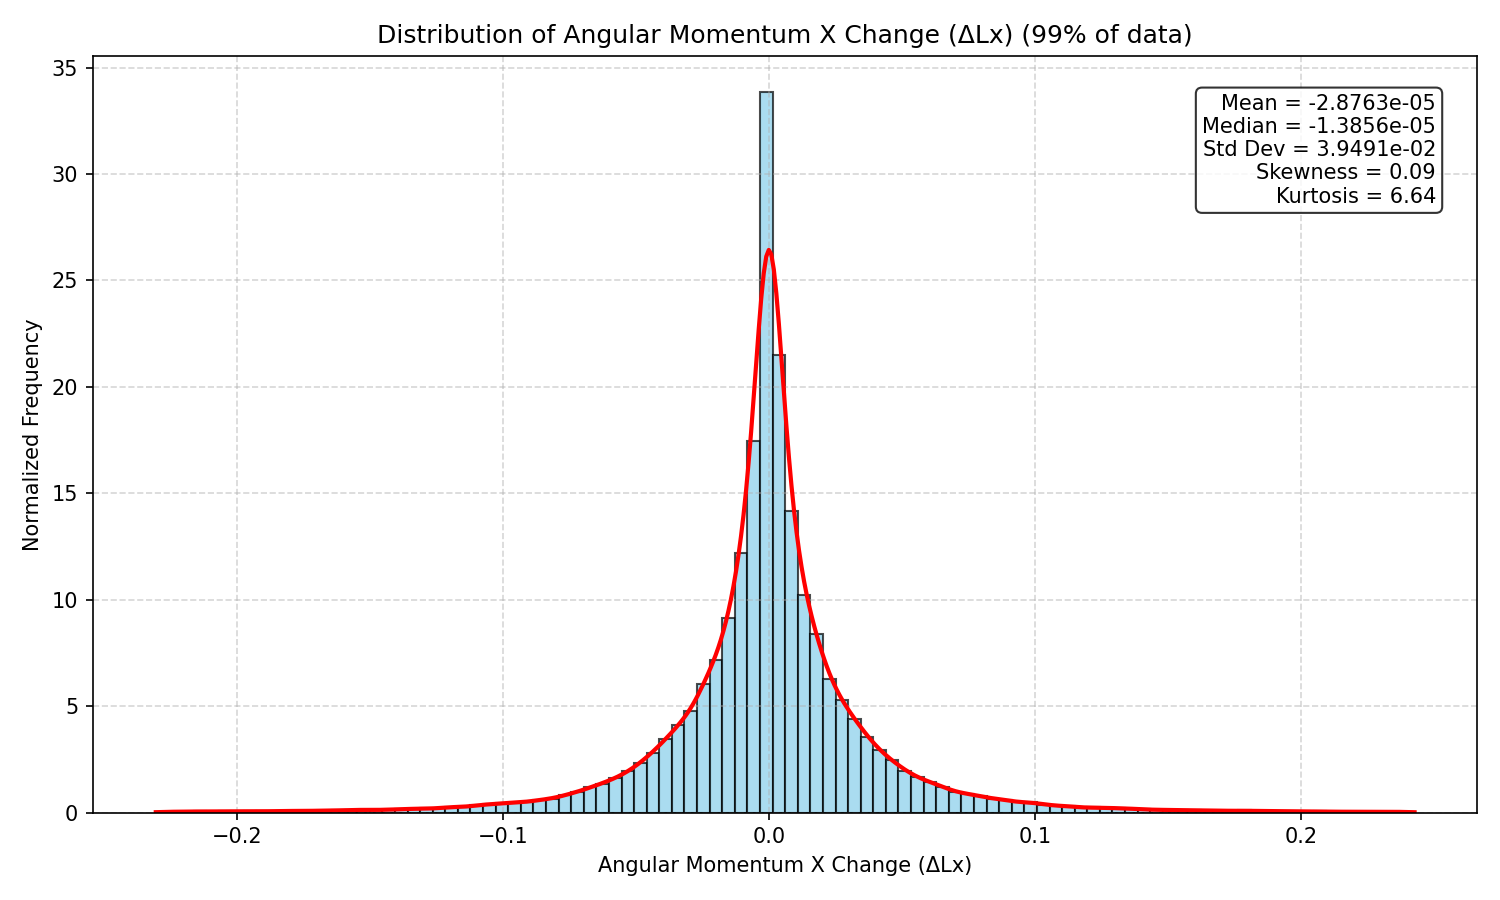 Distribution of Angular Momentum X Change (ΔLx) (99% of data)
35
30
25
20
15
10
5
0
Normalized Frequency
Mean = -2.8763e-05
Median = -1.3856e-05
Std Dev = 3.9491e-02
Skewness = 0.09
Kurtosis = 6.64
−0.2
−0.1
0.0
0.1
0.2
Angular Momentum X Change (ΔLx)